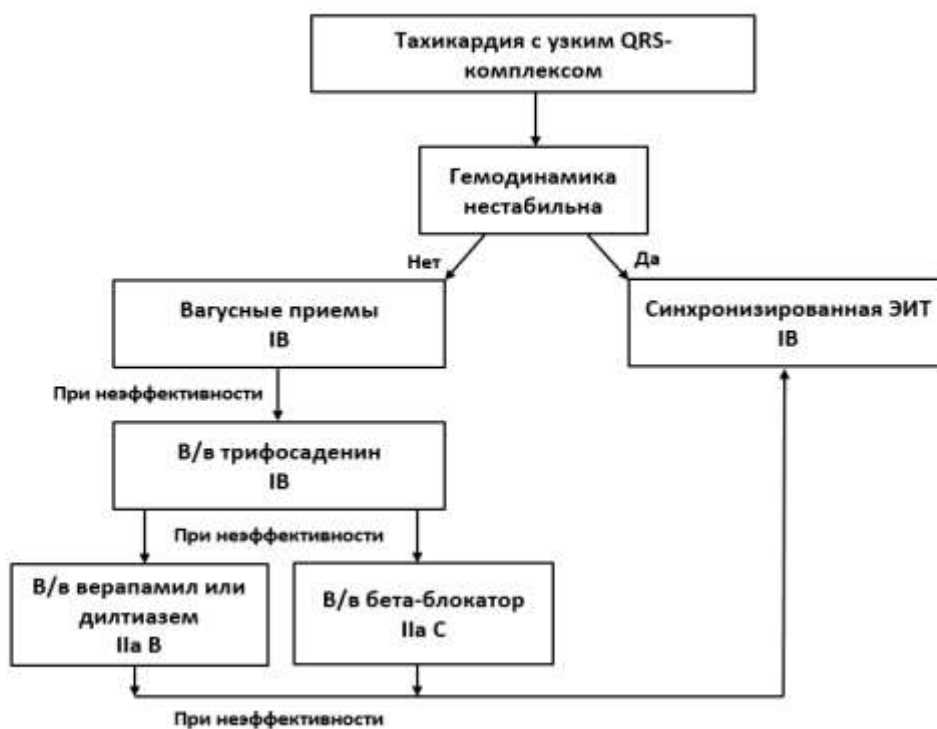 Тахикардия с узким QRS-
комплексом
Гемодинамика
нестабильна
Нет
Да
Вагусные приемы
IB
Синхронизированная ЭИТ
IB
При неэффективности
В/в трифосаденин
IB
При неэффективности
В/в верапамил или
дилтиазем
IIa B
В/в бета-блокатор
IIa C
При неэффективности